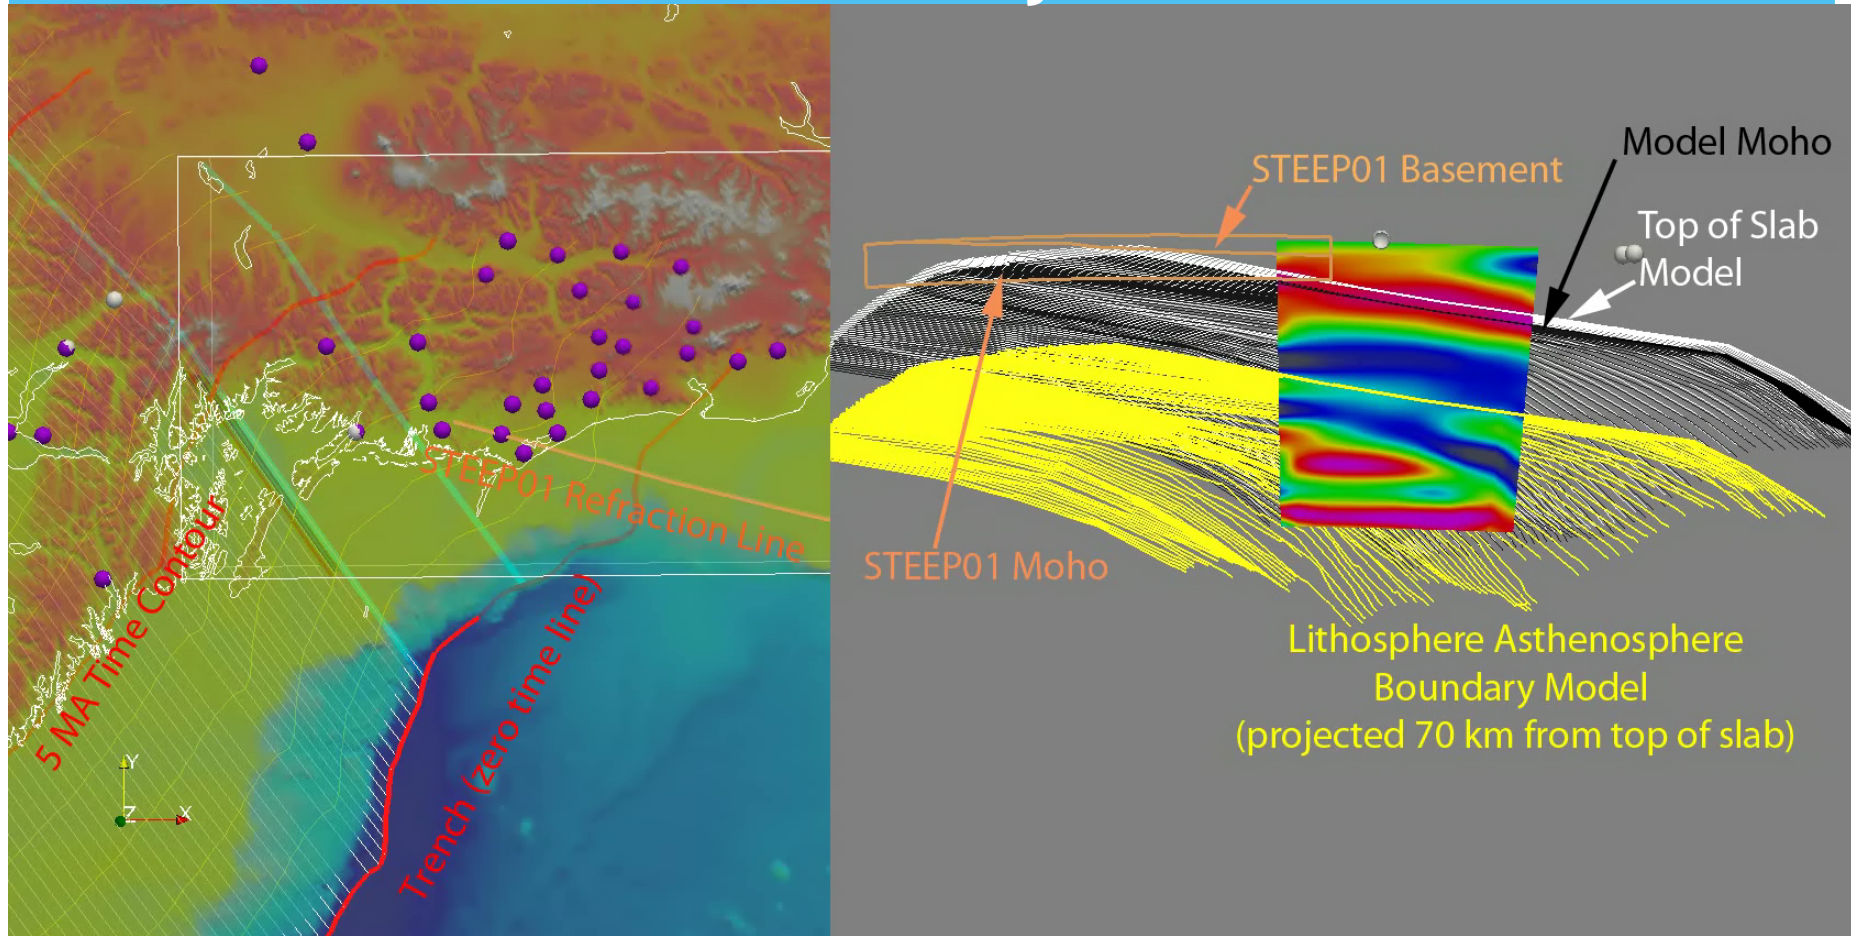 STEEP01 Refraction Line
5 MA Time Contour
Trench (zero time line)
Y
Z
X
Model Moho
STEEP01 Basement
Top of Slab
Model
STEEP01 Moho
Lithosphere Asthenosphere
Boundary Model
(projected 70 km from top of slab)